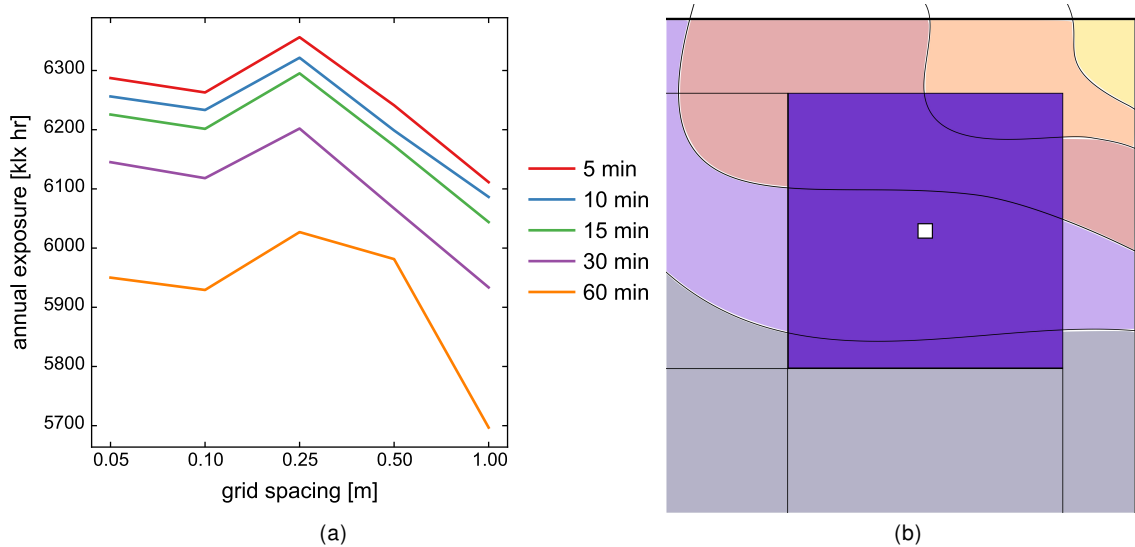 annual exposure [klx hr]
6300
6200
6100
6000
5900
5800
5700
0.05 0.10 0.25 0.50 1.00
grid spacing [m]
5 min
10 min
15 min
30 min
60 min
(a)
(b)